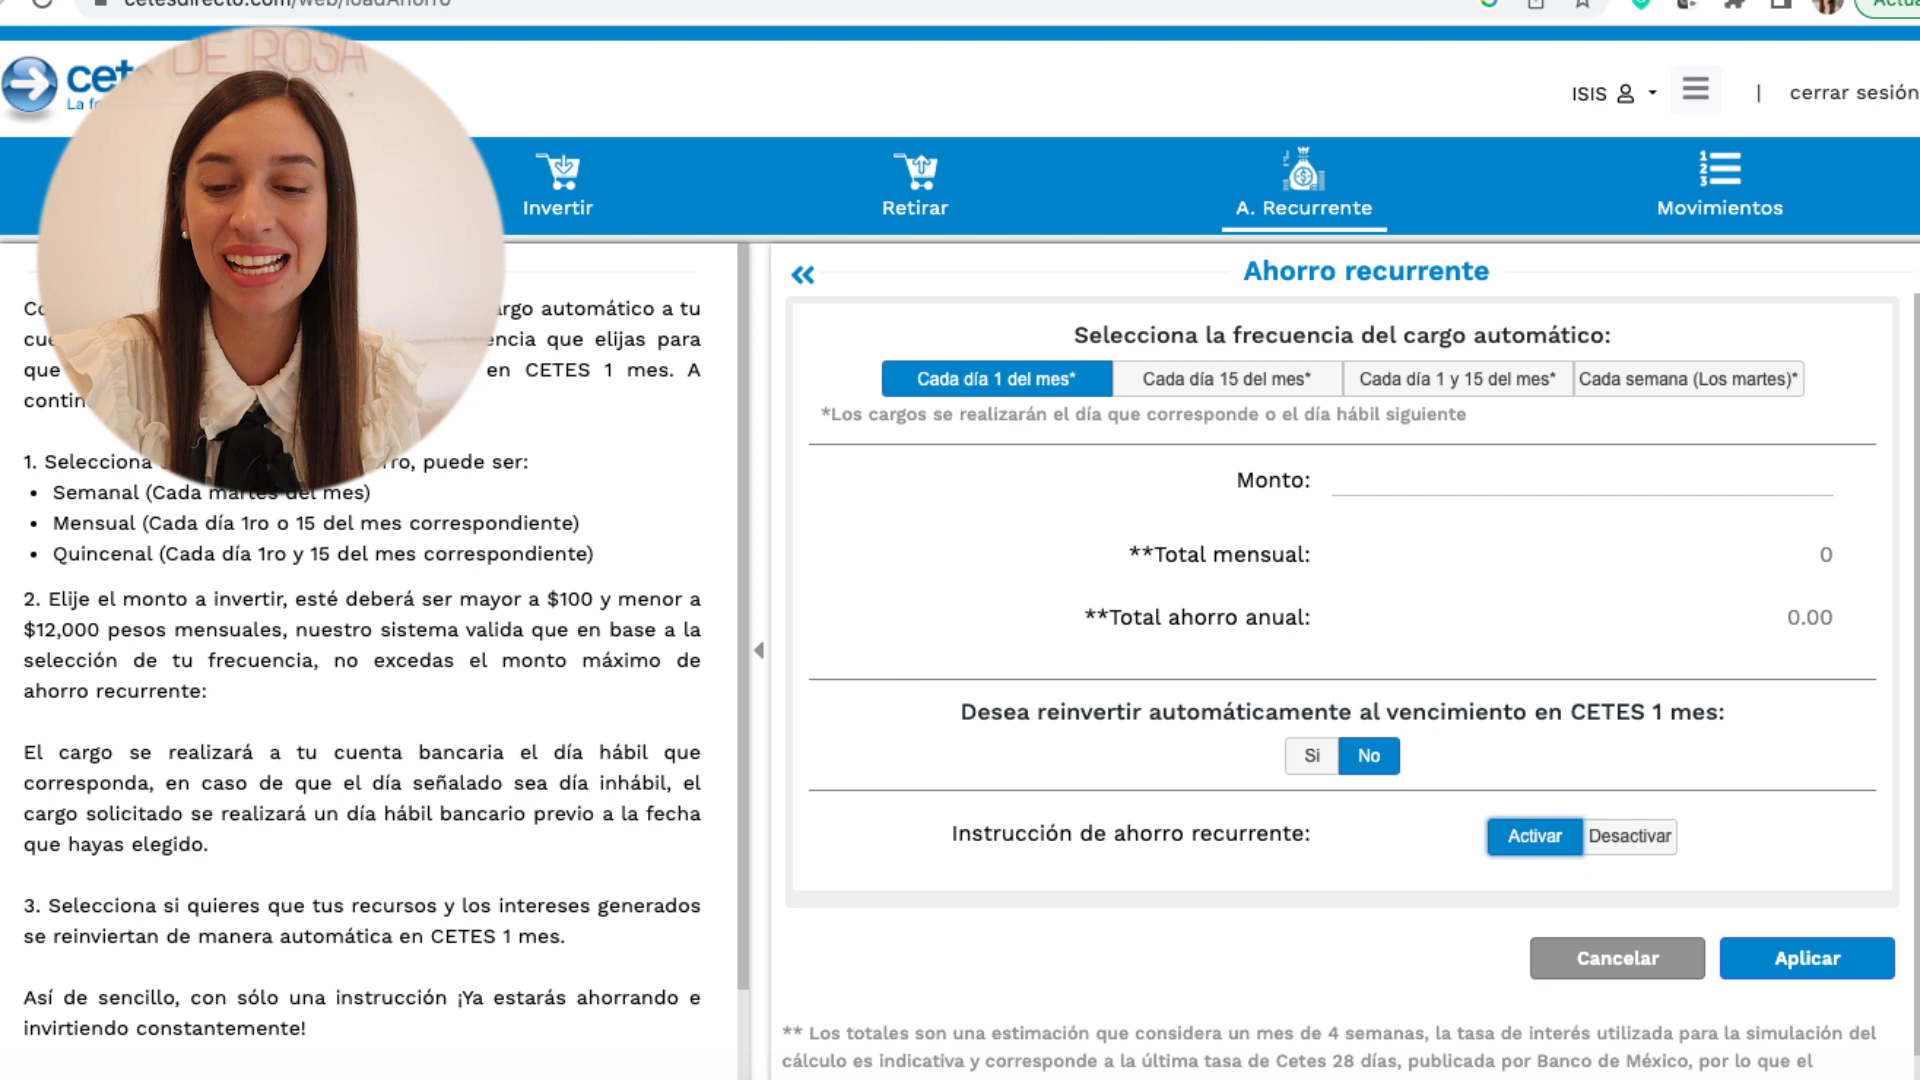 DE ROSA
Actua
cet
La f
ISIS
|
cerrar sesión
Invertir
Retirar
A. Recurrente
Movimientos
argo automático a tu
cue encia que elijas para
que en CETES 1 mes. A
contin
1. Selecciona rro, puede ser:
• Semanal (Cada martes del mes)
• Mensual (Cada día 1ro o 15 del mes correspondiente)
• Quincenal (Cada día 1ro y 15 del mes correspondiente)
2. Elije el monto a invertir, esté deberá ser mayor a $100 y menor a
$12,000 pesos mensuales, nuestro sistema valida que en base a la
selección de tu frecuencia, no excedas el monto máximo de
ahorro recurrente:
El cargo se realizará a tu cuenta bancaria el día hábil que
corresponda, en caso de que el día señalado sea día inhábil, el
cargo solicitado se realizará un día hábil bancario previo a la fecha
que hayas elegido.
3. Selecciona si quieres que tus recursos y los intereses generados
se reinviertan de manera automática en CETES 1 mes.
Así de sencillo, con sólo una instrucción ¡Ya estarás ahorrando e
invirtiendo constantemente!
Ahorro recurrente
Selecciona la frecuencia del cargo automático:
Cada día 1 del mes* Cada día 15 del mes* Cada día 1 y 15 del mes* Cada semana (Los martes)*
*Los cargos se realizarán el día que corresponde o el día hábil siguiente
Monto:
**Total mensual: 0
**Total ahorro anual: 0.00
Desea reinvertir automáticamente al vencimiento en CETES 1 mes:
Si No
Instrucción de ahorro recurrente: Activar Desactivar
Cancelar Aplicar
** Los totales son una estimación que considera un mes de 4 semanas, la tasa de interés utilizada para la simulación del
cálculo es indicativa y corresponde a la última tasa de Cetes 28 días, publicada por Banco de México, por lo que el